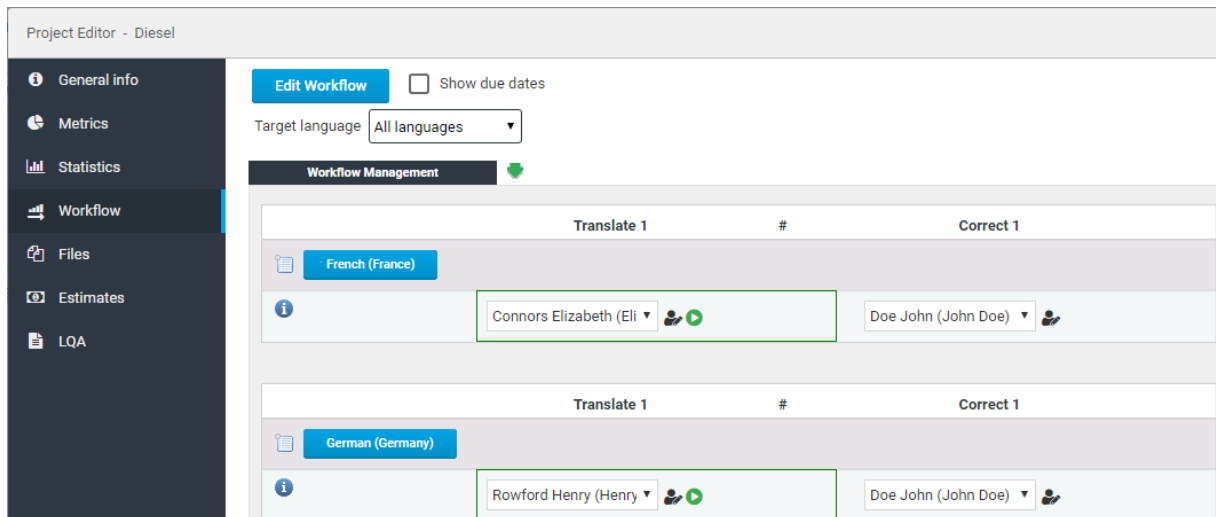 Project Editor - Diesel
General info
Metrics
Statistics
Workflow
Files
Estimates
LQA
Edit Workflow Show due dates
Target language All languages
Workflow Management
Translate 1 # Correct 1
French (France)
Connors Elizabeth (Eli Doe John (John Doe)
Translate 1 # Correct 1
German (Germany)
Rowford Henry (Henry Doe John (John Doe)